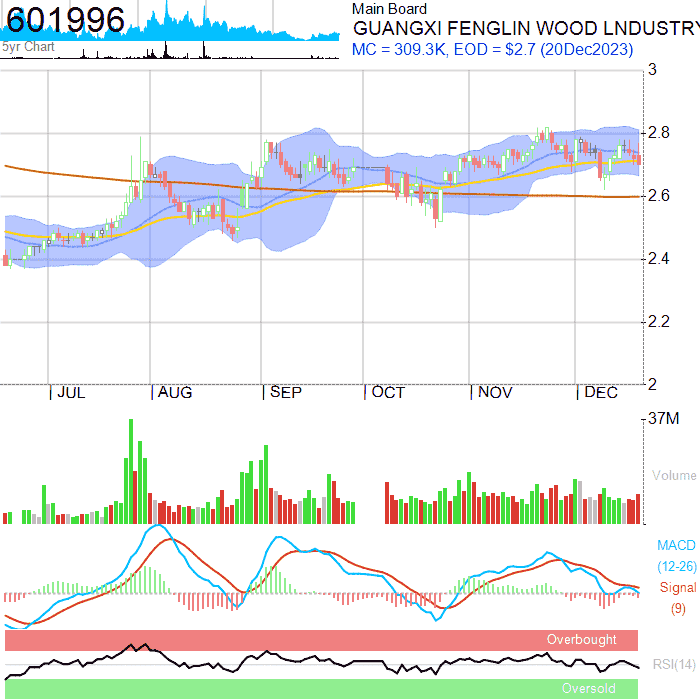 601996
5yr Chart
Main Board
GUANGXI FENGLIN WOOD LNDUSTRY
MC = 309.3K, EOD = $2.7 (20Dec2023)
3
2.8
2.6
2.4
2.2
2
JUL
AUG
SEP
OCT
NOV
DEC
37M
Volume
MACD
(12-26)
Signal
(9)
Overbought
RSI(14)
Oversold